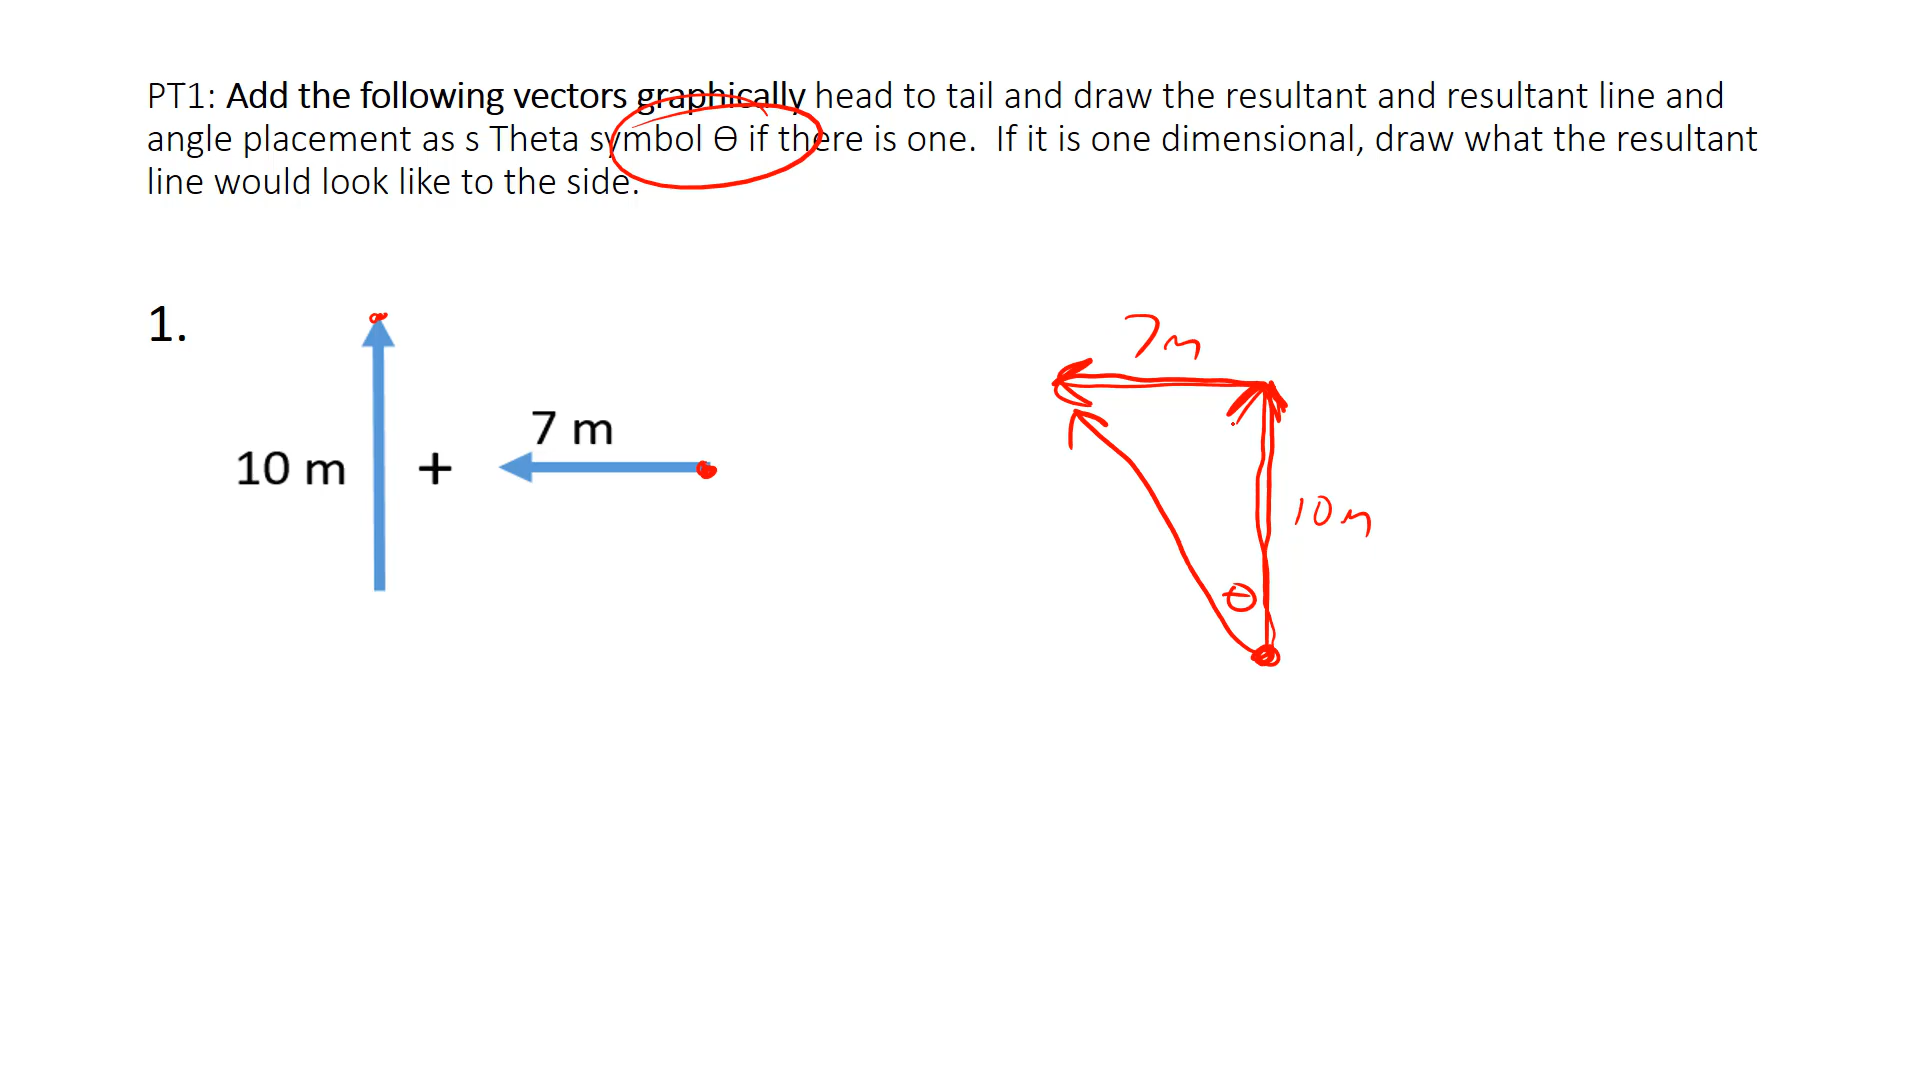 PT1: Add the following vectors graphically head to tail and draw the resultant and resultant line and
angle placement as s Theta symbol Ө if there is one.  If it is one dimensional, draw what the resultant
line would look like to the side.
1.
7m
7 m
10 m
+
10m
Ө